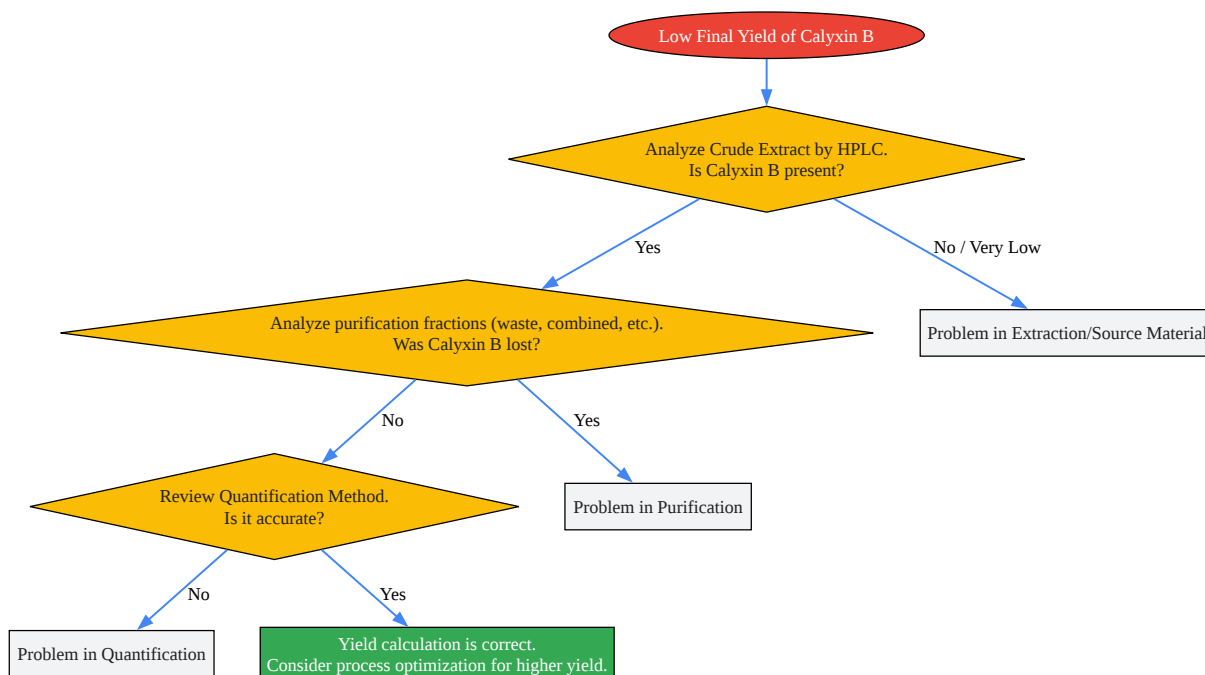 Low Final Yield of Calyxin B
Analyze Crude Extract by HPLC.
Is Calyxin B present?
Yes
No / Very Low
Analyze purification fractions (waste, combined, etc.).
Was Calyxin B lost?
Problem in Extraction/Source Material
No
Yes
Review Quantification Method.
Is it accurate?
Problem in Purification
No
Yes
Problem in Quantification
Yield calculation is correct.
Consider process optimization for higher yield.